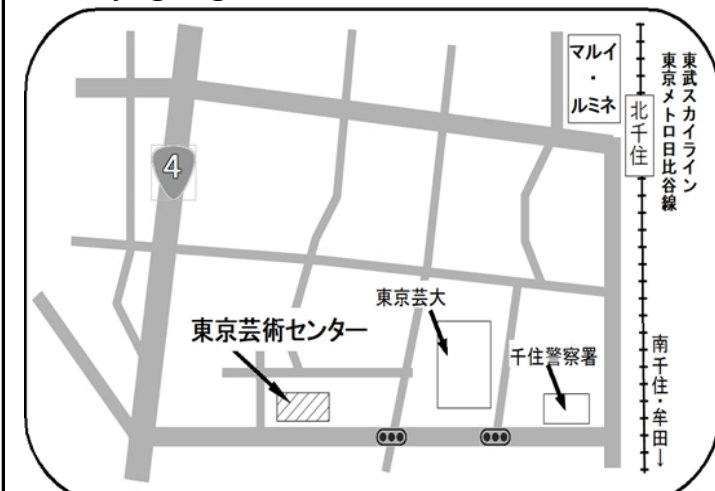 マルイ
・
ルミネ
北千住
東武スカイライン
東京メトロ日比谷線
4
東京芸大
東京芸術センター
千住警察署
南千住・牟田→